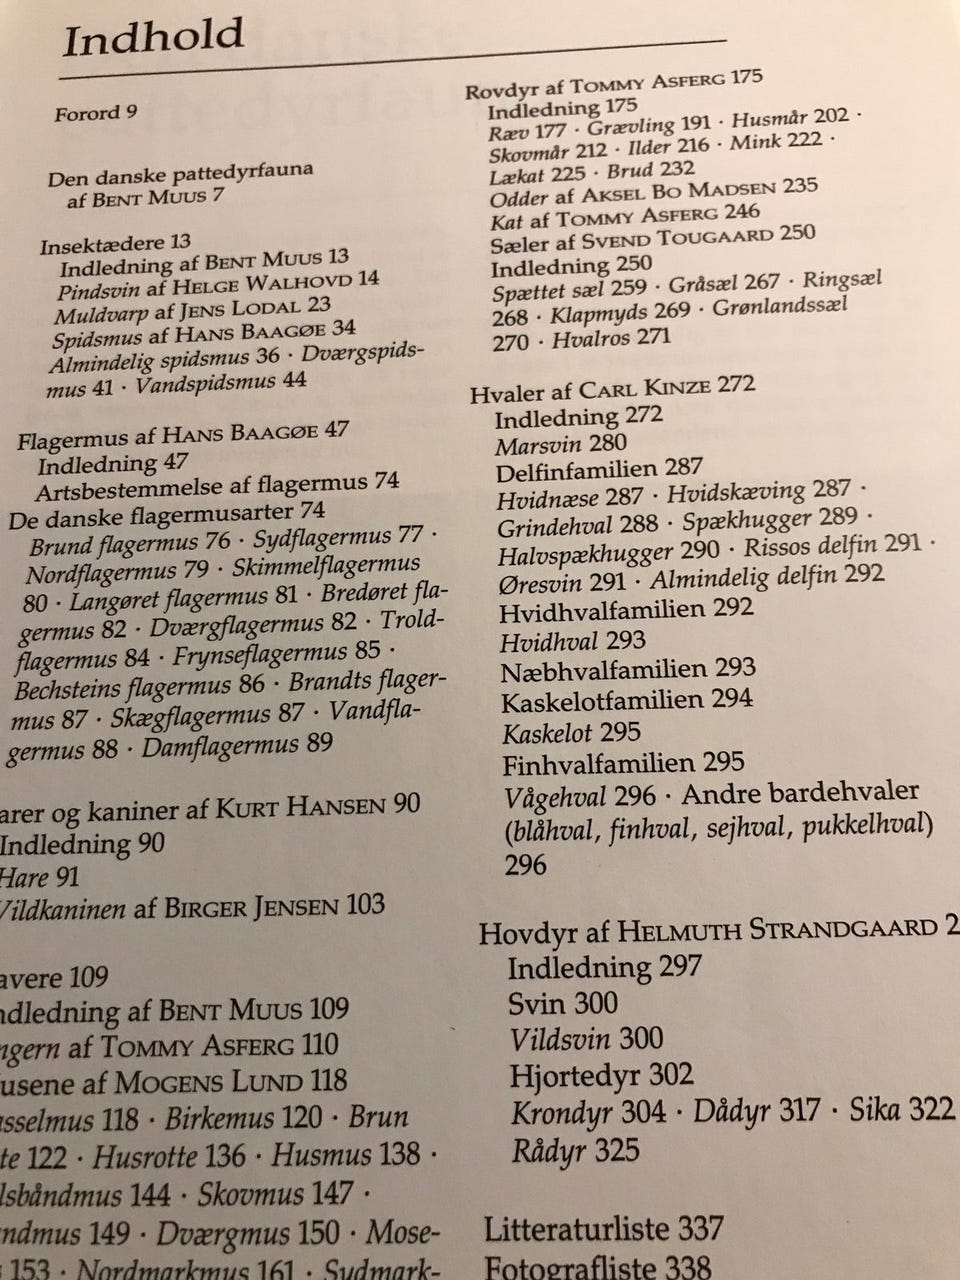 Indhold
Forord 9
Den danske pattedyrfauna
af BENT MUUS 7
Insektædere 13
Indledning af BENT MUUS 13
Pindsvin af HELGE WALHOVD 14
Muldvarp af JENS LODAL 23
Spidsmus af HANS BAAGØE 34
Almindelig spidsmus 36 · Dværgspids-
mus 41 · Vandspidsmus 44
Flagermus af HANS BAAGØE 47
Indledning 47
Artsbestemmelse af flagermus 74
De danske flagermusarter 74
Brund flagermus 76 · Sydflagermus 77 ·
Nordflagermus 79 · Skimmelflagermus
80 · Langøret flagermus 81 · Bredøret fla-
germus 82 · Dværgflagermus 82 · Trold-
flagermus 84 · Frynseflagermus 85 ·
Bechsteins flagermus 86 · Brandts flager-
mus 87 · Skægflagermus 87 · Vandfla-
germus 88 · Damflagermus 89
arer og kaniner af KURT HANSEN 90
Indledning 90
Hare 91
Vildkaninen af BIRGER JENSEN 103
avere 109
ndledning af BENT MUUS 109
ngern af TOMMY ASFERG 110
usene af MOGENS LUND 118
asselmus 118 · Birkemus 120 · Brun
te 122 · Husrotte 136 · Husmus 138 ·
lsbåndmus 144 · Skovmus 147 ·
ndmus 149 · Dværgmus 150 · Mose-
153 · Nordmarkmus 161 · Sydmark-
Rovdyr af TOMMY ASFERG 175
Indledning 175
Ræv 177 · Grævling 191 · Husmår 202 ·
Skovmår 212 · Ilder 216 · Mink 222 ·
Lækat 225 · Brud 232
Odder af AKSEL BO MADSEN 235
Kat af TOMMY ASFERG 246
Sæler af SVEND TOUGAARD 250
Indledning 250
Spættet sæl 259 · Gråsæl 267 · Ringsæl
268 · Klapmyds 269 · Grønlandssæl
270 · Hvalros 271
Hvaler af CARL KINZE 272
Indledning 272
Marsvin 280
Delfinfamilien 287
Hvidnæse 287 · Hvidskæving 287 ·
Grindehval 288 · Spækhugger 289 ·
Halvspækhugger 290 · Rissos delfin 291 ·
Øresvin 291 · Almindelig delfin 292
Hvidhvalfamilien 292
Hvidhval 293
Næbhvalfamilien 293
Kaskelotfamilien 294
Kaskelot 295
Finhvalfamilien 295
Vågehval 296 · Andre bardehvaler
(blåhval, finhval, sejhval, pukkelhval)
296
Hovdyr af HELMUTH STRANDGAARD 2
Indledning 297
Svin 300
Vildsvin 300
Hjortedyr 302
Krondyr 304 · Dådyr 317 · Sika 322
Rådyr 325
Litteraturliste 337
Fotografliste 338